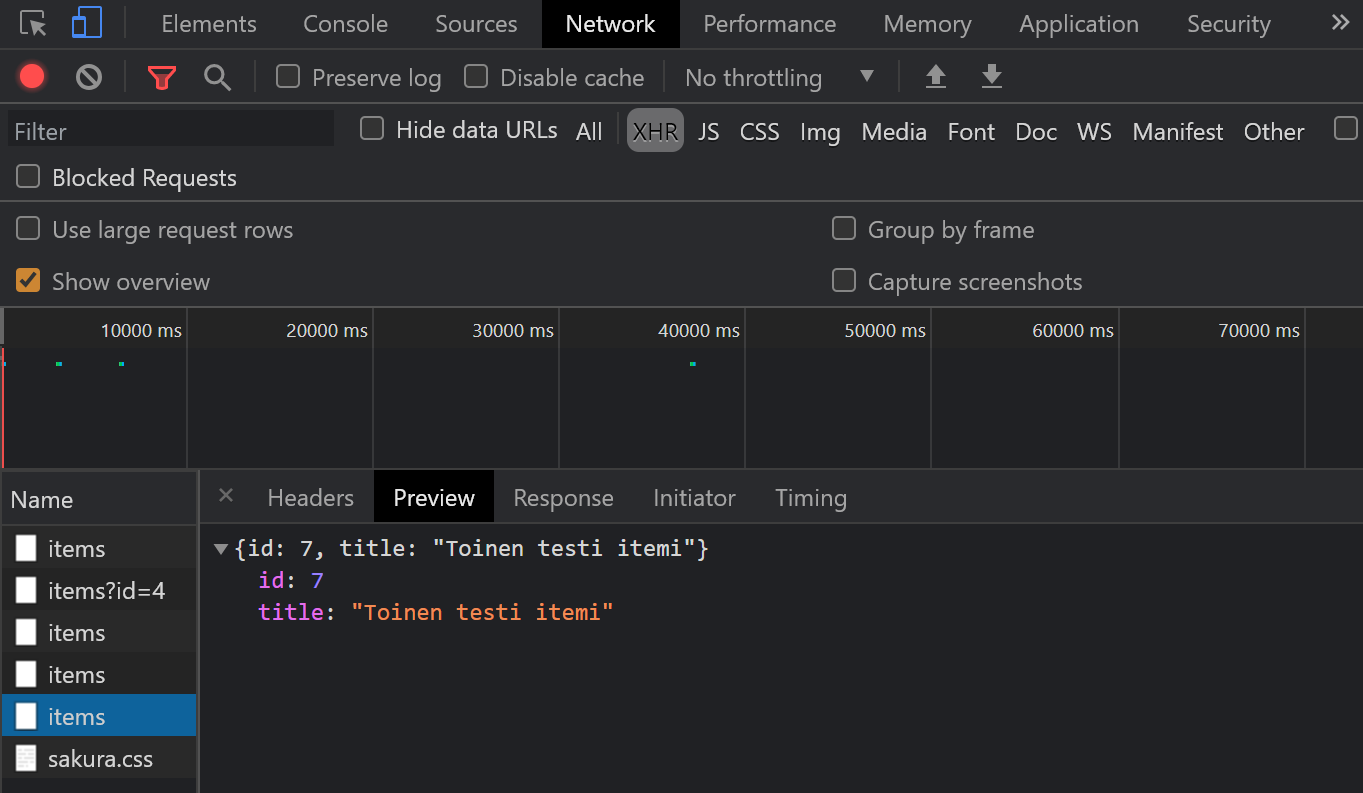 Elements Console Sources Network Performance Memory Application Security
Preserve log Disable cache No throttling
Filter Hide data URLs All XHR JS CSS Img Media Font Doc WS Manifest Other
Blocked Requests
Use large request rows Group by frame
Show overview Capture screenshots
10000 ms 20000 ms 30000 ms 40000 ms 50000 ms 60000 ms 70000 ms
Name Headers Preview Response Initiator Timing
items
items?id=4
items
items
items
sakura.css
{id: 7, title: "Toinen testi itemi"}
id: 7
title: "Toinen testi itemi"